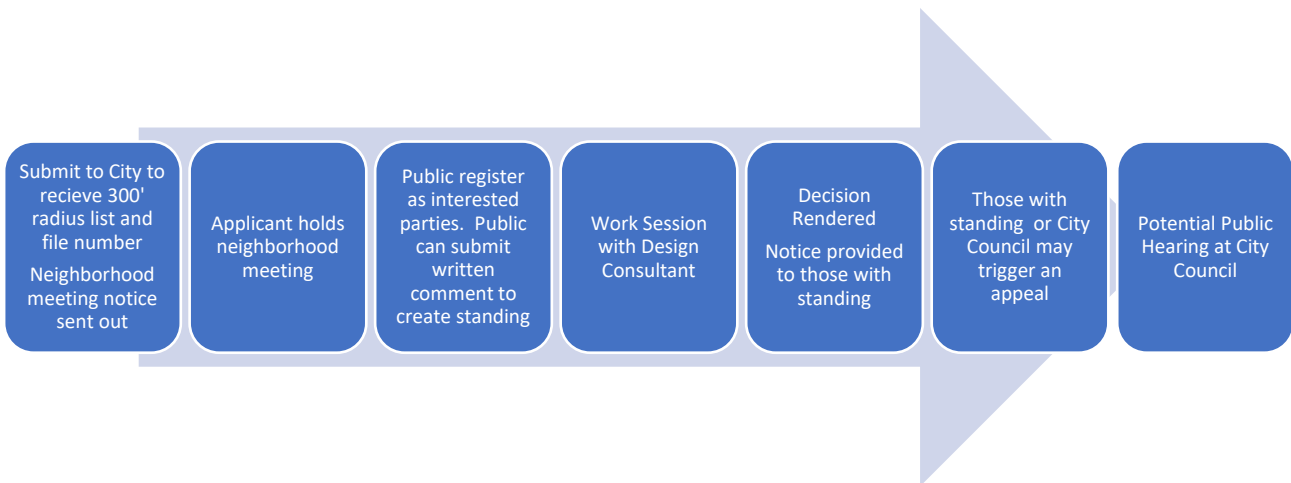 Submit to City to
recieve 300'
radius list and
file number
Neighborhood
meeting notice
sent out
Applicant holds
neighborhood
meeting
Public register
as interested
parties.  Public
can submit
written
comment to
create standing
Work Session
with Design
Consultant
Decision
Rendered
Notice provided
to those with
standing
Those with
standing  or City
Council may
trigger an
appeal
Potential Public
Hearing at City
Council